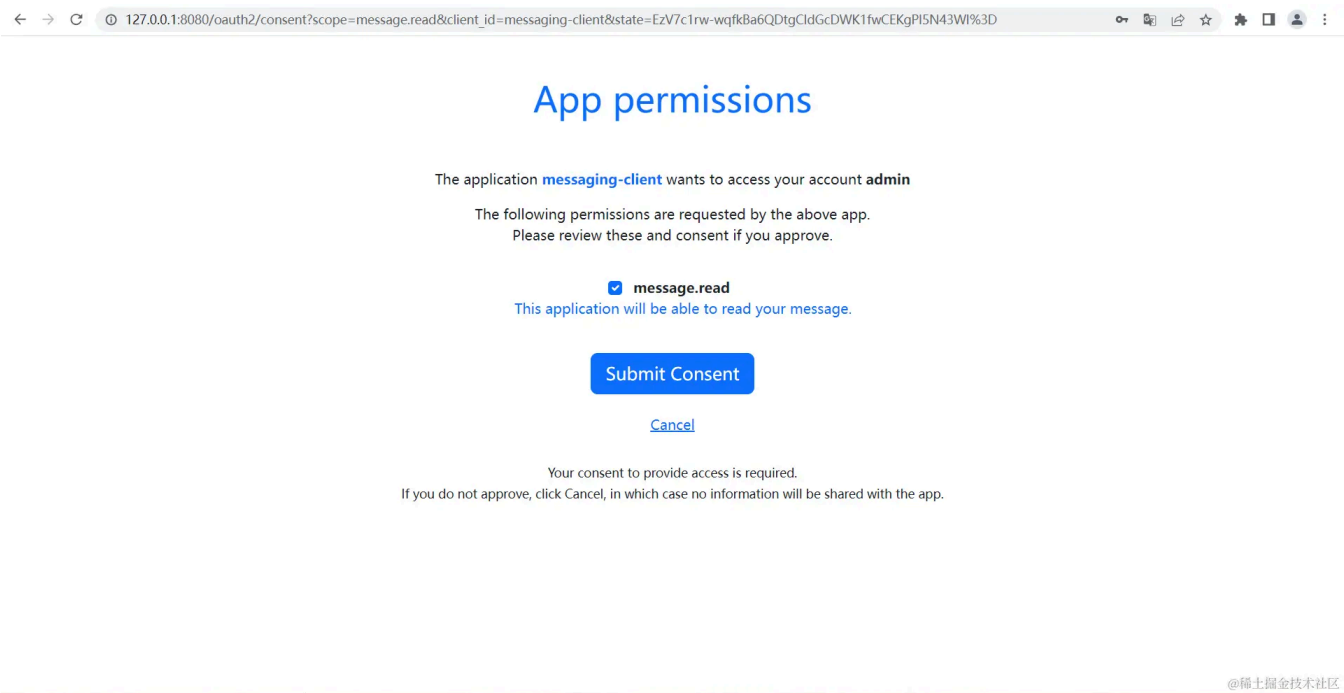 127.0.0.1:8080/oauth2/consent?scope=message.read&client_id=messaging-client&state=EzV7c1rw-wqfkBa6QDtgCIdGcDWK1fwCEKgPI5N43WI%3D
App permissions
The application messaging-client wants to access your account admin
The following permissions are requested by the above app.
Please review these and consent if you approve.
message.read
This application will be able to read your message.
Submit Consent
Cancel
Your consent to provide access is required.
If you do not approve, click Cancel, in which case no information will be shared with the app.
@稀土掘金技术社区